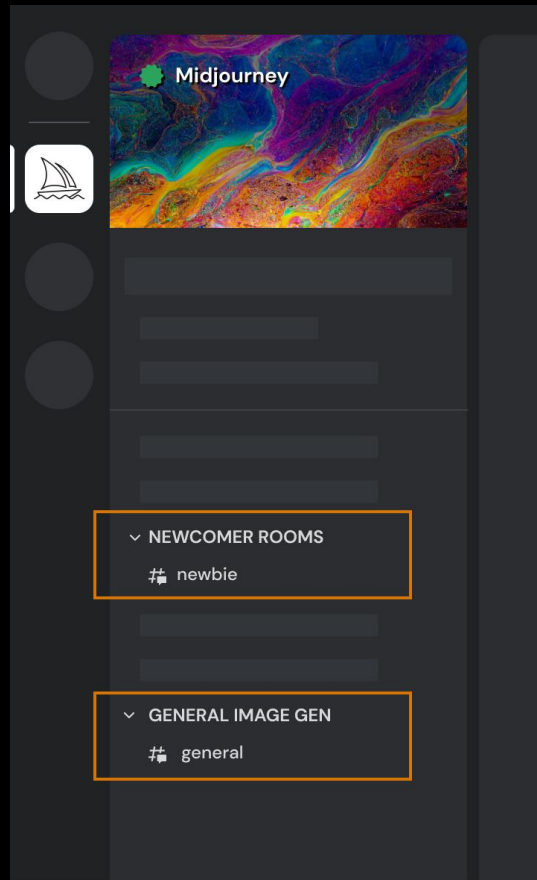 Midjourney
NEWCOMER ROOMS
newbie
GENERAL IMAGE GEN
general